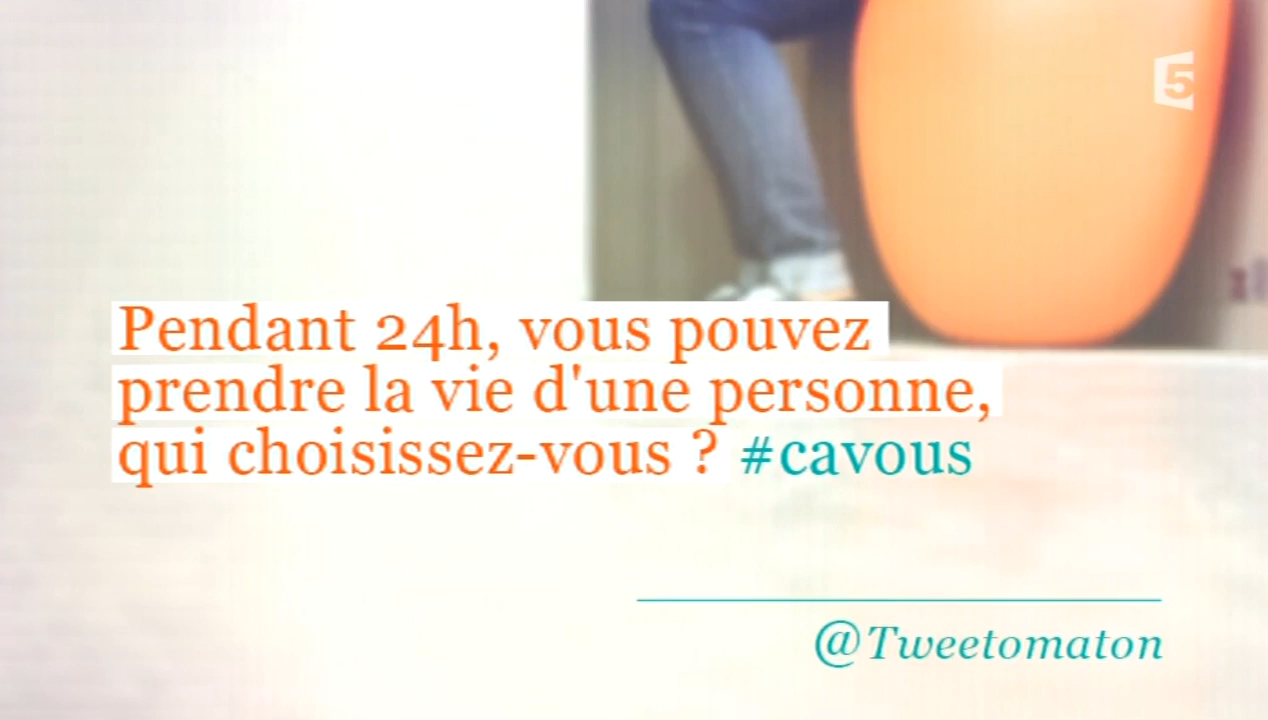 5
Pendant 24h, vous pouvez
prendre la vie d'une personne,
qui choisissez-vous ? #cavous
@Tweetomaton